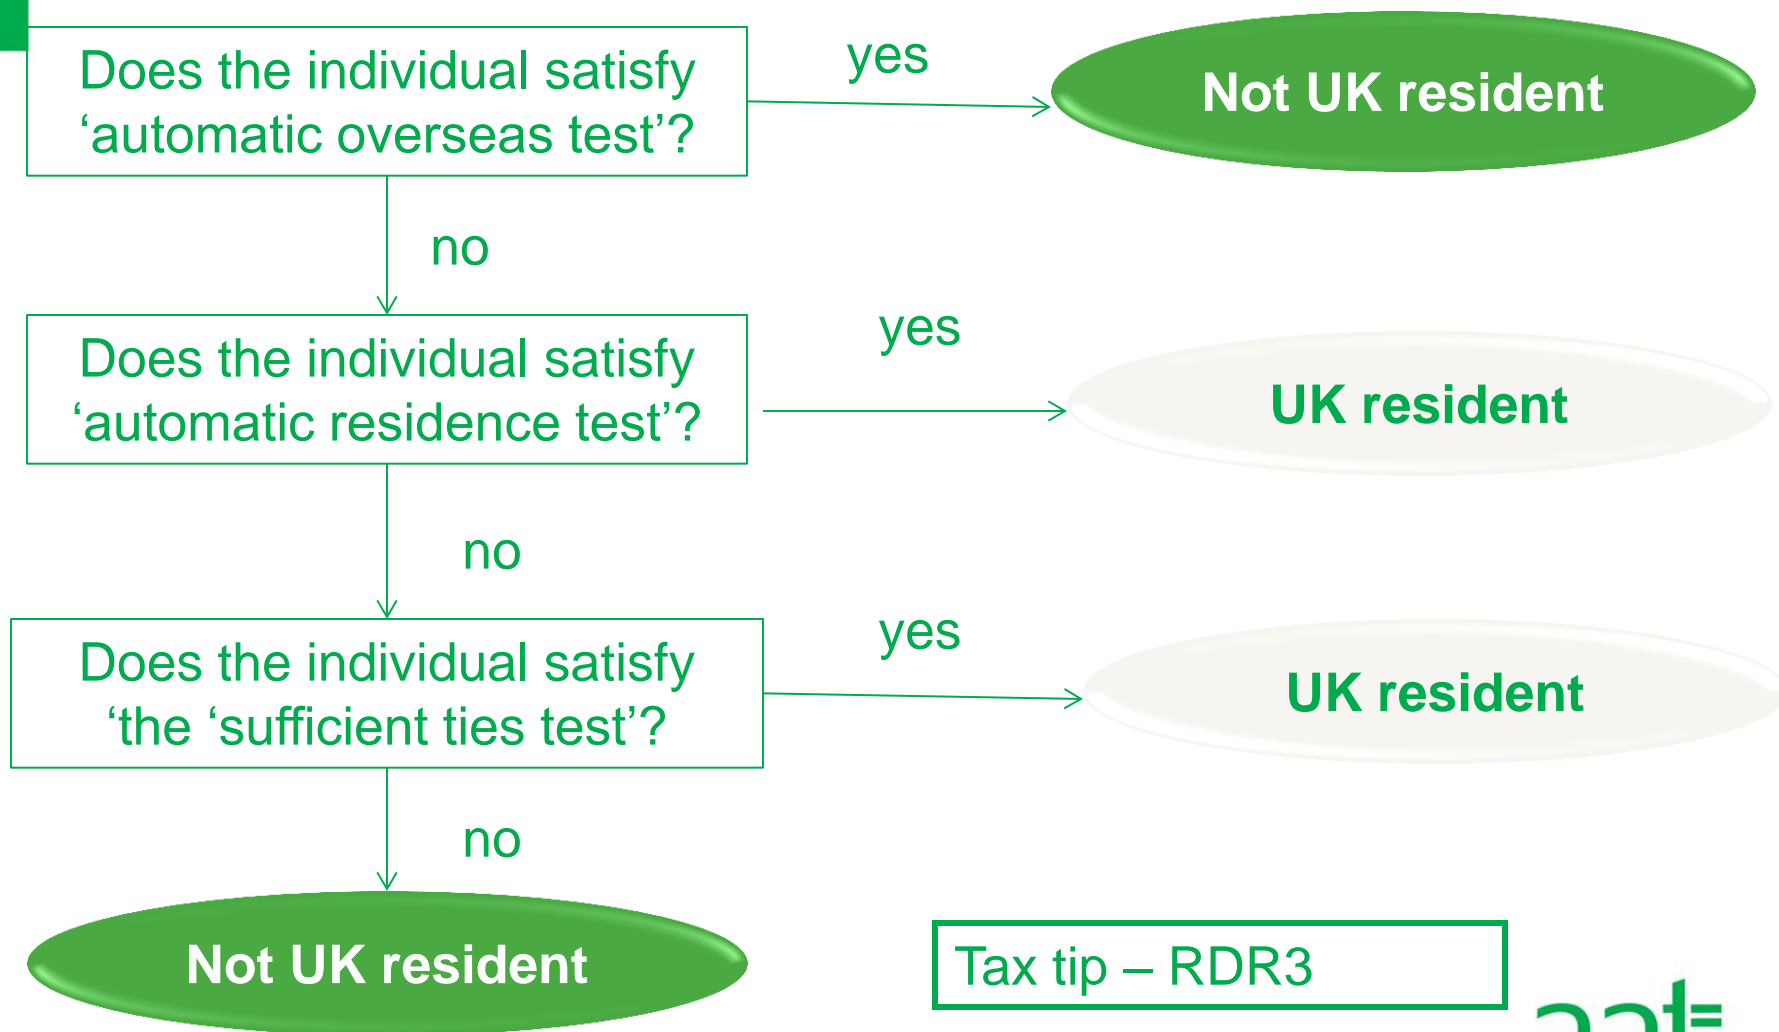 Does the individual satisfy
‘automatic overseas test’?
yes
Not UK resident
no
Does the individual satisfy
‘automatic residence test’?
yes
UK resident
no
Does the individual satisfy
‘the ‘sufficient ties test’?
yes
UK resident
no
Not UK resident
Tax tip – RDR3
aat